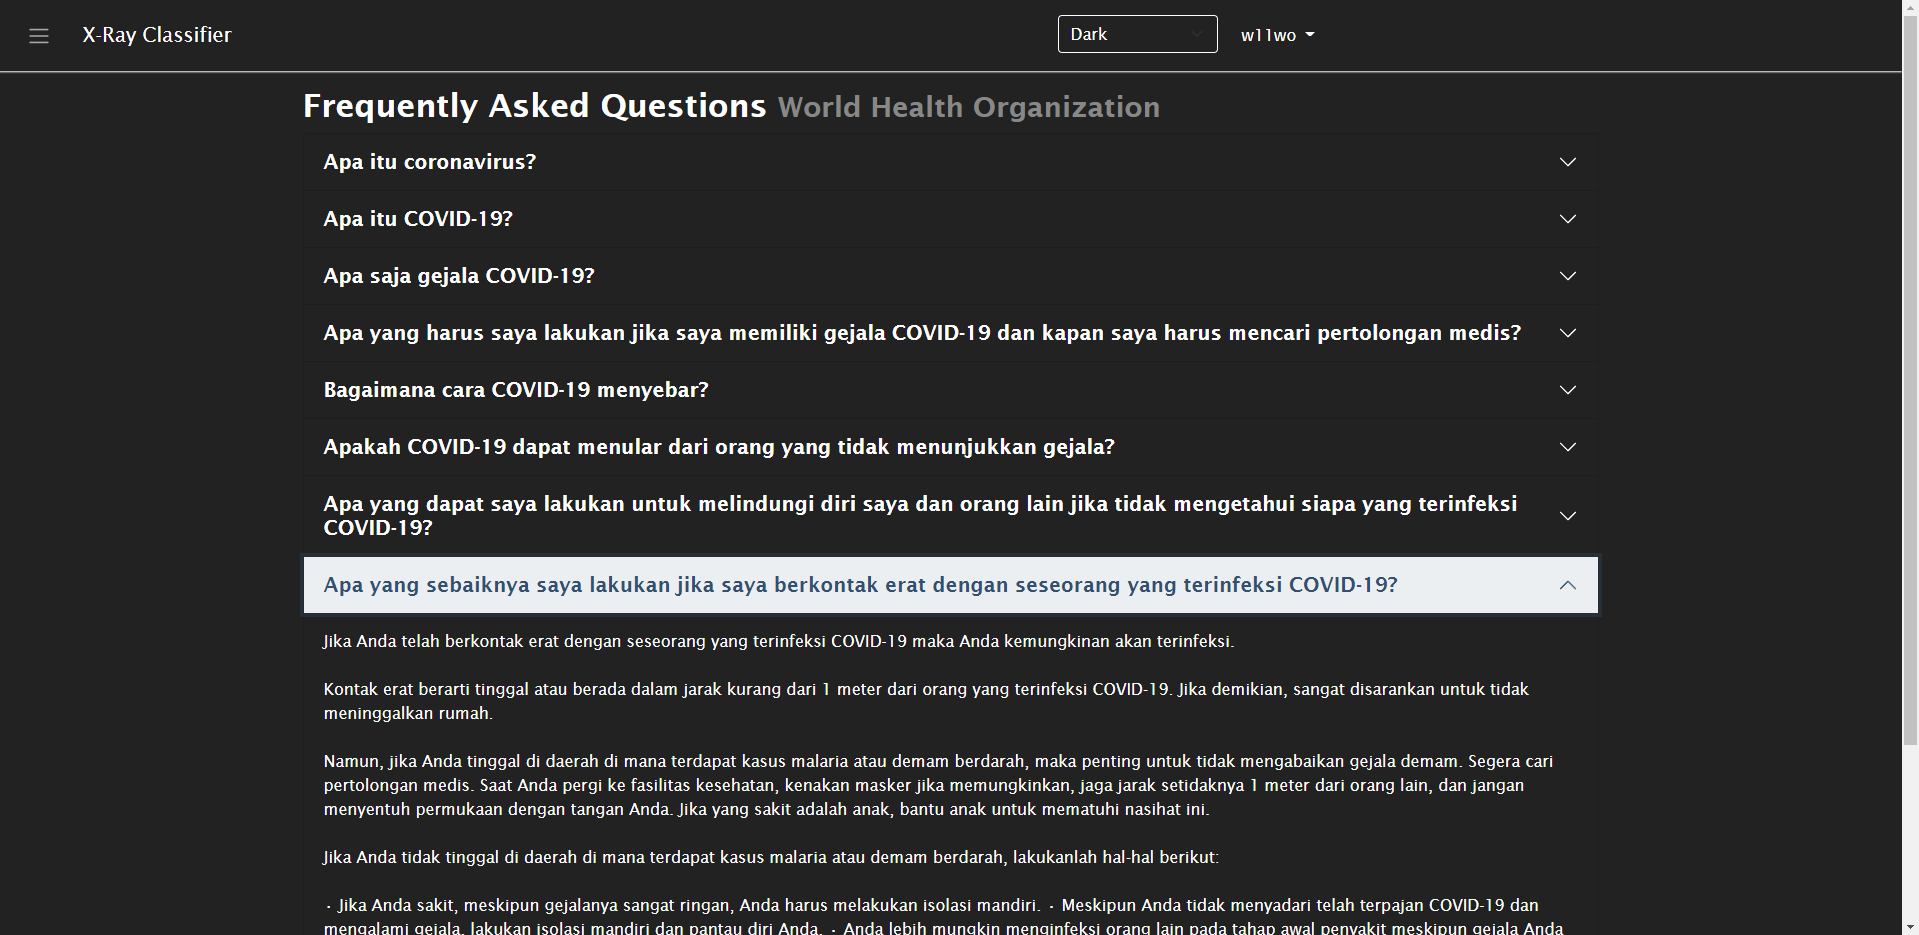 X-Ray Classifier
Dark
w11wo
Frequently Asked Questions World Health Organization
Apa itu coronavirus?
Apa itu COVID-19?
Apa saja gejala COVID-19?
Apa yang harus saya lakukan jika saya memiliki gejala COVID-19 dan kapan saya harus mencari pertolongan medis?
Bagaimana cara COVID-19 menyebar?
Apakah COVID-19 dapat menular dari orang yang tidak menunjukkan gejala?
Apa yang dapat saya lakukan untuk melindungi diri saya dan orang lain jika tidak mengetahui siapa yang terinfeksi
COVID-19?
Apa yang sebaiknya saya lakukan jika saya berkontak erat dengan seseorang yang terinfeksi COVID-19?
Jika Anda telah berkontak erat dengan seseorang yang terinfeksi COVID-19 maka Anda kemungkinan akan terinfeksi.
Kontak erat berarti tinggal atau berada dalam jarak kurang dari 1 meter dari orang yang terinfeksi COVID-19. Jika demikian, sangat disarankan untuk tidak
meninggalkan rumah.
Namun, jika Anda tinggal di daerah di mana terdapat kasus malaria atau demam berdarah, maka penting untuk tidak mengabaikan gejala demam. Segera cari
pertolongan medis. Saat Anda pergi ke fasilitas kesehatan, kenakan masker jika memungkinkan, jaga jarak setidaknya 1 meter dari orang lain, dan jangan
menyentuh permukaan dengan tangan Anda. Jika yang sakit adalah anak, bantu anak untuk mematuhi nasihat ini.
Jika Anda tidak tinggal di daerah di mana terdapat kasus malaria atau demam berdarah, lakukanlah hal-hal berikut:
· Jika Anda sakit, meskipun gejalanya sangat ringan, Anda harus melakukan isolasi mandiri. · Meskipun Anda tidak menyadari telah terpajan COVID-19 dan
mengalami gejala, lakukan isolasi mandiri dan pantau diri Anda. · Anda lebih mungkin menginfeksi orang lain pada tahap awal penyakit meskipun gejala Anda